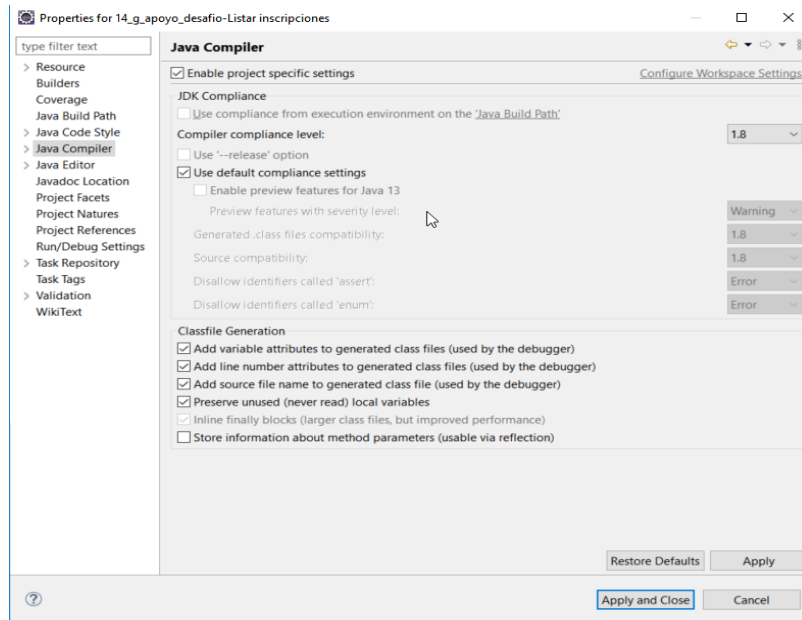 Properties for 14_g_apoyo_desafio-Listar inscripciones
type filter text
Resource
Builders
Coverage
Java Build Path
Java Code Style
Java Compiler
Java Editor
Javadoc Location
Project Facets
Project Natures
Project References
Run/Debug Settings
Task Repository
Task Tags
Validation
WikiText
Java Compiler
Enable project specific settings
Configure Workspace Settings
JDK Compliance
Use compliance from execution environment on the 'Java Build Path'
Compiler compliance level: 1.8
Use '--release' option
Use default compliance settings
Enable preview features for Java 13
Preview features with severity level: Warning
Generated .class files compatibility: 1.8
Source compatibility: 1.8
Disallow identifiers called 'assert': Error
Disallow identifiers called 'enum': Error
Classfile Generation
Add variable attributes to generated class files (used by the debugger)
Add line number attributes to generated class files (used by the debugger)
Add source file name to generated class file (used by the debugger)
Preserve unused (never read) local variables
Inline finally blocks (larger class files, but improved performance)
Store information about method parameters (usable via reflection)
Restore Defaults Apply
? Apply and Close Cancel